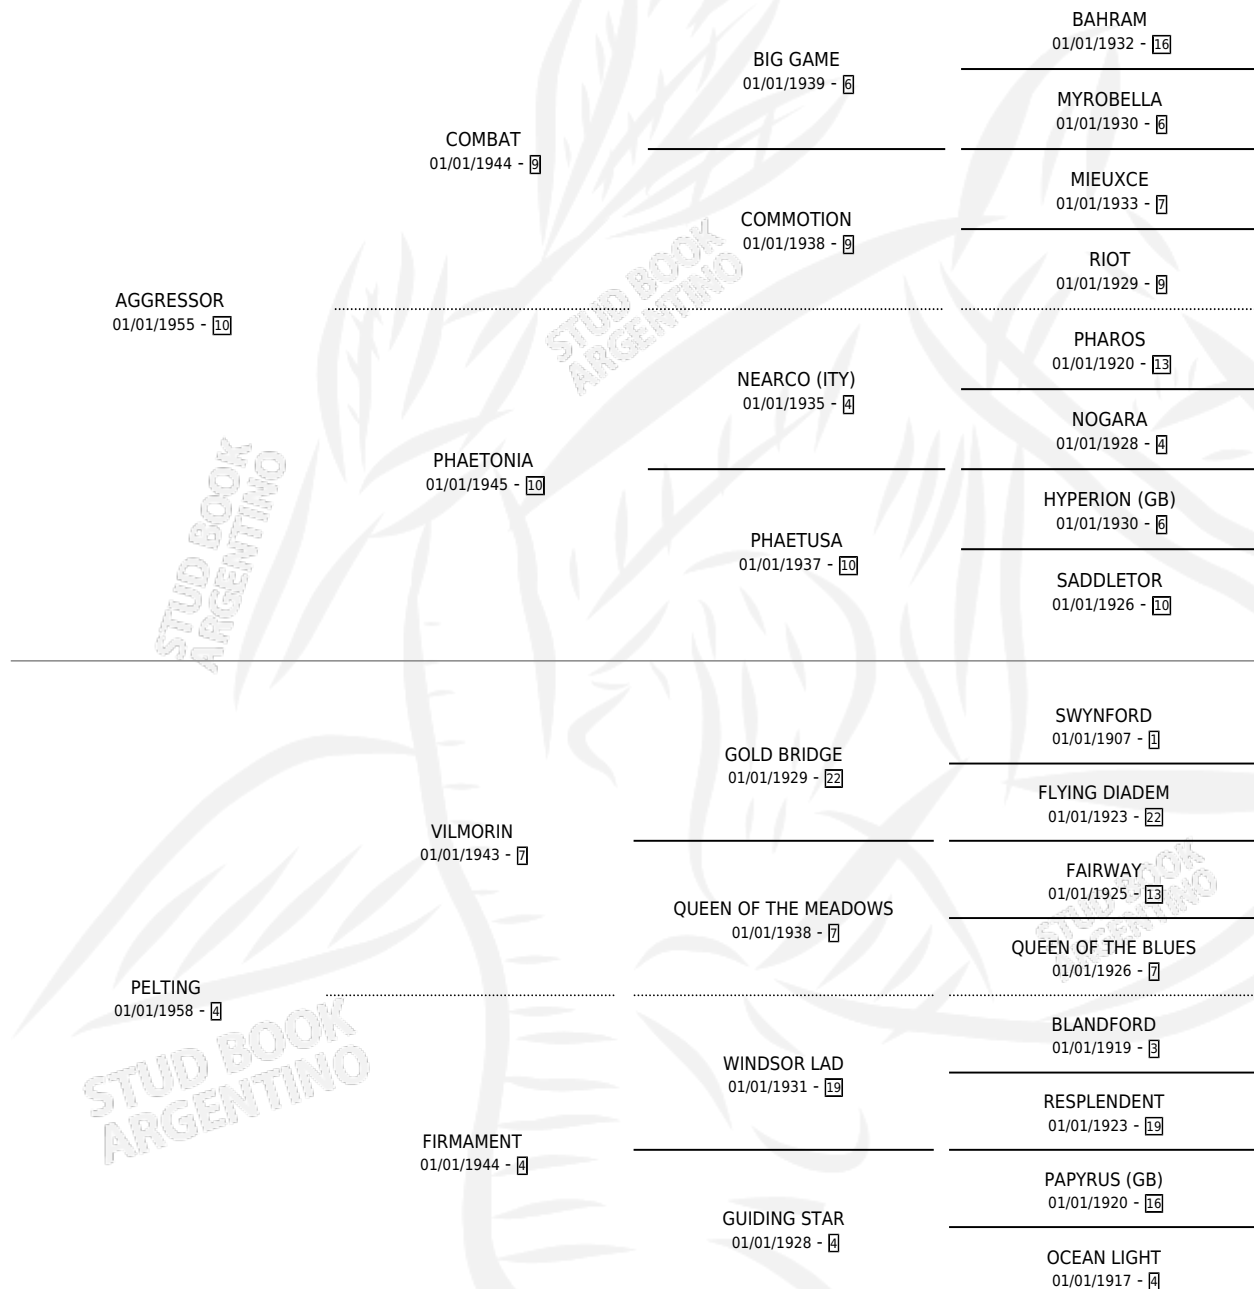 BAHRAM
01/01/1932 - 16
BIG GAME
01/01/1939 - 6
MYROBELLA
01/01/1930 - 6
COMBAT
01/01/1944 - 9
MIEUXCE
01/01/1933 - 7
COMMOTION
01/01/1938 - 9
RIOT
01/01/1929 - 9
AGGRESSOR
01/01/1955 - 10
PHAROS
01/01/1920 - 13
NEARCO (ITY)
01/01/1935 - 4
NOGARA
01/01/1928 - 4
PHAETONIA
01/01/1945 - 10
HYPERION (GB)
01/01/1930 - 6
PHAETUSA
01/01/1937 - 10
SADDLETOR
01/01/1926 - 10
STUD BOOK
ARGENTINO
STUD BOOK
ARGENTINO
SWYNFORD
01/01/1907 - 1
GOLD BRIDGE
01/01/1929 - 22
FLYING DIADEM
01/01/1923 - 22
VILMORIN
01/01/1943 - 7
FAIRWAY
01/01/1925 - 13
QUEEN OF THE MEADOWS
01/01/1938 - 7
QUEEN OF THE BLUES
01/01/1926 - 7
STUD BOOK
ARGENTINO
PELTING
01/01/1958 - 4
BLANDFORD
01/01/1919 - 3
WINDSOR LAD
01/01/1931 - 19
RESPLENDENT
01/01/1923 - 19
FIRMAMENT
01/01/1944 - 4
PAPYRUS (GB)
01/01/1920 - 16
GUIDING STAR
01/01/1928 - 4
OCEAN LIGHT
01/01/1917 - 4
STUD BOOK
ARGENTINO